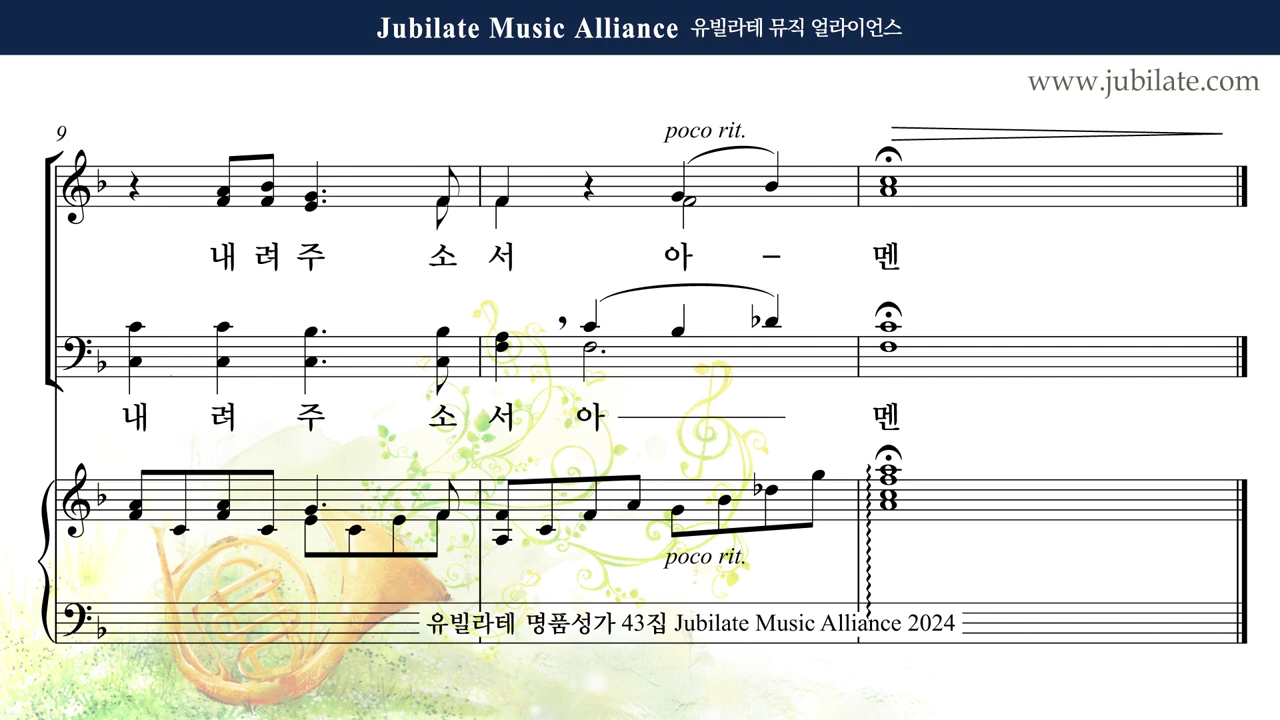 Jubilate Music Alliance 유빌라테 뮤직 얼라이언스
www.jubilate.com
9
poco rit.
내 려 주 소 서 아 – 멘
내 려 주 소 서 아 멘
poco rit.
유빌라테 명품성가 43집 Jubilate Music Alliance 2024